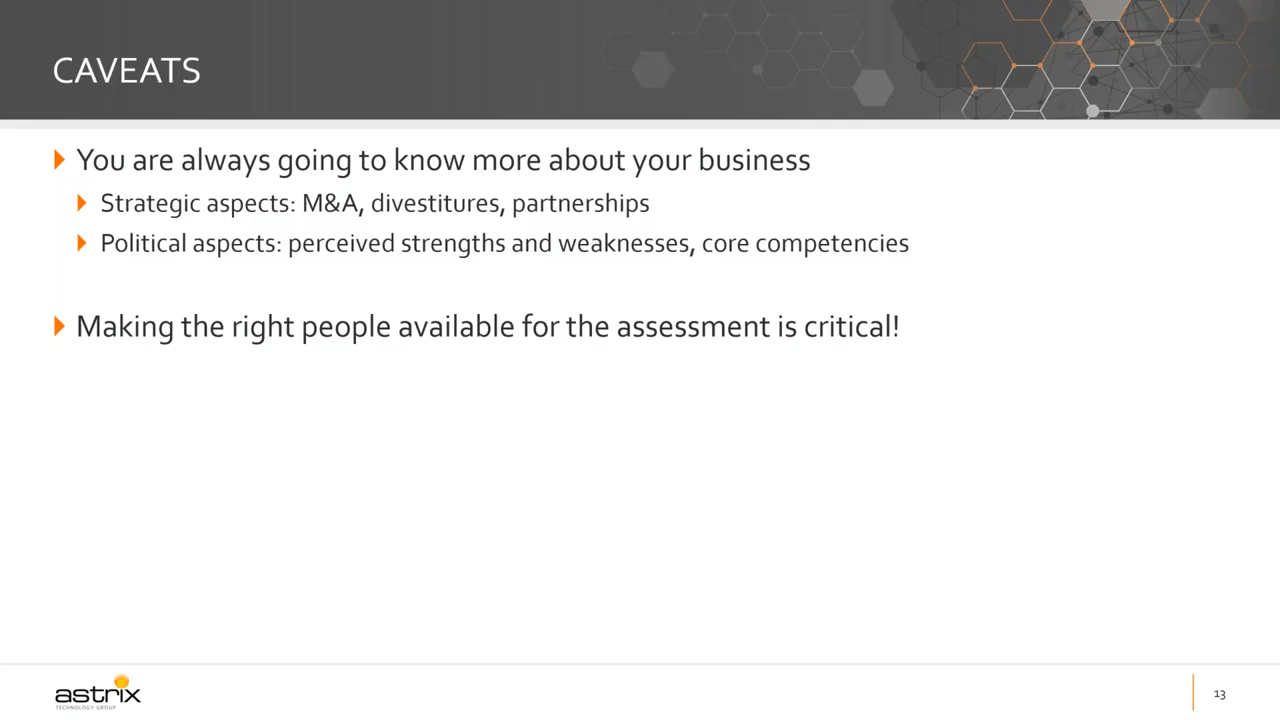 CAVEATS
You are always going to know more about your business
Strategic aspects: M&A, divestitures, partnerships
Political aspects: perceived strengths and weaknesses, core competencies
Making the right people available for the assessment is critical!
astrix
TECHNOLOGY GROUP
13